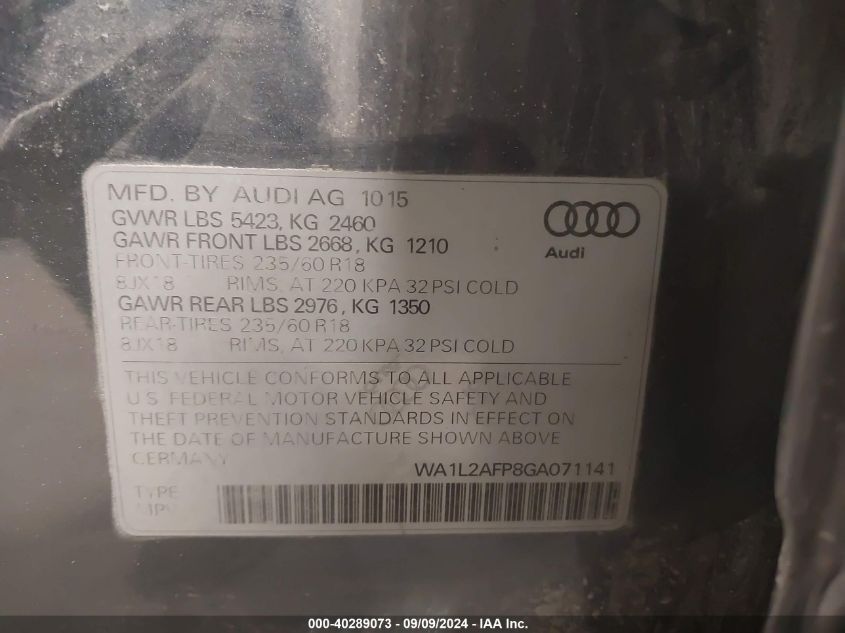 MFD. BY AUDI AG 1015
GVWR LBS 5423, KG 2460
GAWR FRONT LBS 2668, KG 1210
FRONT-TIRES 235/60 R18
8JX18 RIMS, AT 220 KPA 32 PSI COLD
GAWR REAR LBS 2976, KG 1350
REAR-TIRES 235/60 R18
8JX18 RIMS, AT 220 KPA 32 PSI COLD
Audi
THIS VEHICLE CONFORMS TO ALL APPLICABLE
U.S. FEDERAL MOTOR VEHICLE SAFETY AND
THEFT PREVENTION STANDARDS IN EFFECT ON
THE DATE OF MANUFACTURE SHOWN ABOVE.
GERMANY
WA1L2AFP8GA071141
TYPE
MPV
000-40289073 - 09/09/2024 - IAA Inc.